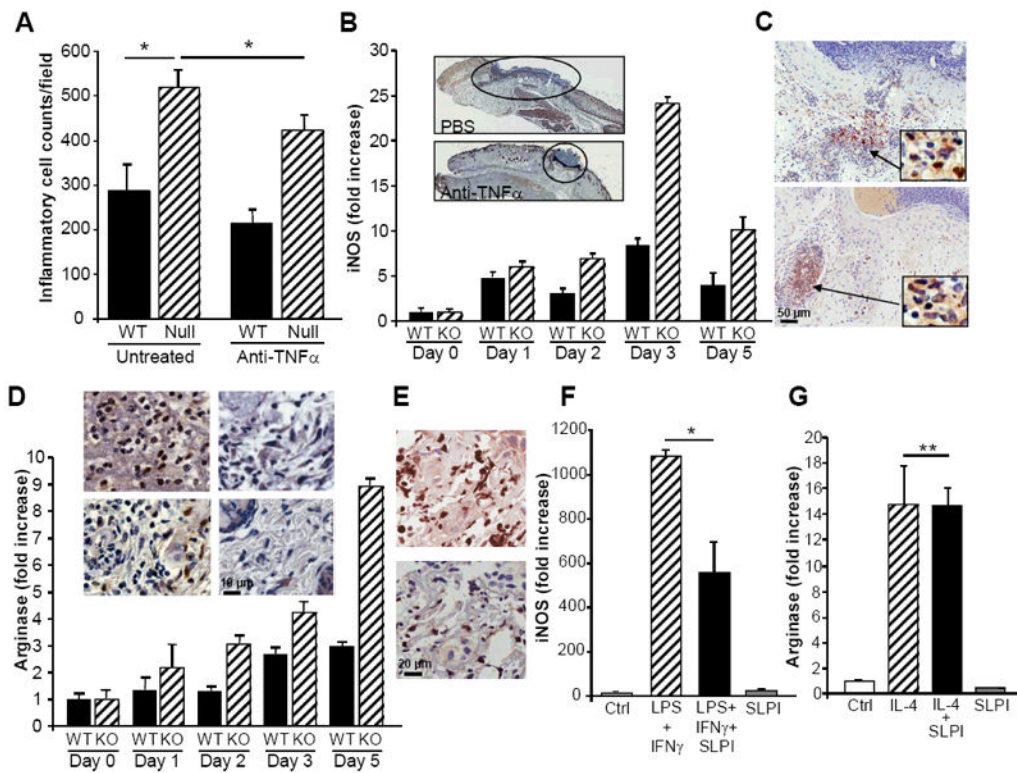 A
Inflammatory cell counts/field
600
500
400
300
200
100
0
*
*
WT Null WT Null
Untreated Anti-TNFα
B
iNOS (fold increase)
30
25
20
15
10
5
0
PBS
Anti-TNFα
WT KO WT KO WT KO WT KO WT KO
Day 0 Day 1 Day 2 Day 3 Day 5
C
50 μm
D
Arginase (fold increase)
10
9
8
7
6
5
4
3
2
1
0
10 μm
WT KO WT KO WT KO WT KO WT KO
Day 0 Day 1 Day 2 Day 3 Day 5
E
20 μm
F
iNOS (fold increase)
1200
1000
800
600
400
200
0
*
Ctrl LPS LPS+ SLPI
+ IFNγ+
IFNγ SLPI
G
Arginase (fold increase)
20
18
16
14
12
10
8
6
4
2
0
**
Ctrl IL-4 IL-4 SLPI
+
SLPI